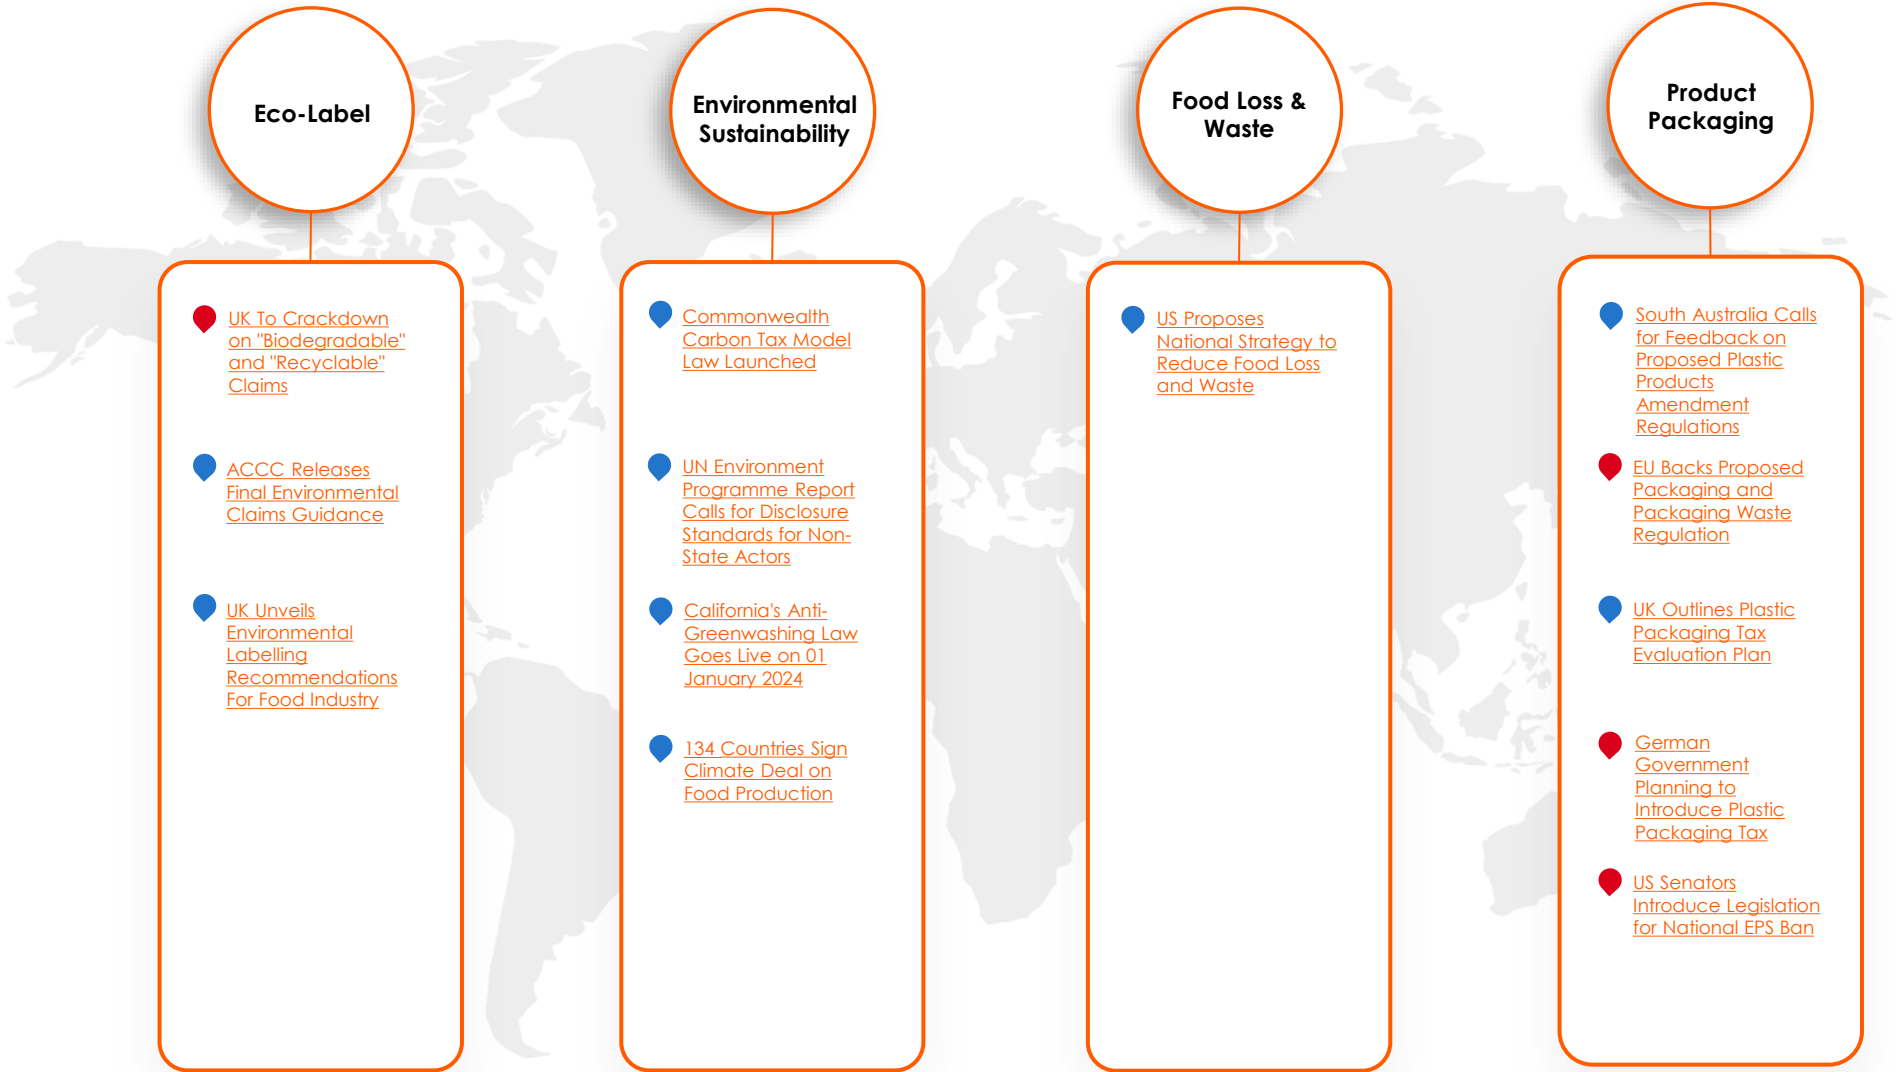 Eco-Label
UK To Crackdown
on "Biodegradable"
and "Recyclable"
Claims
ACCC Releases
Final Environmental
Claims Guidance
UK Unveils
Environmental
Labelling
Recommendations
For Food Industry
Environmental
Sustainability
Commonwealth
Carbon Tax Model
Law Launched
UN Environment
Programme Report
Calls for Disclosure
Standards for Non-
State Actors
California's Anti-
Greenwashing Law
Goes Live on 01
January 2024
134 Countries Sign
Climate Deal on
Food Production
Food Loss &
Waste
US Proposes
National Strategy to
Reduce Food Loss
and Waste
Product
Packaging
South Australia Calls
for Feedback on
Proposed Plastic
Products
Amendment
Regulations
EU Backs Proposed
Packaging and
Packaging Waste
Regulation
UK Outlines Plastic
Packaging Tax
Evaluation Plan
German
Government
Planning to
Introduce Plastic
Packaging Tax
US Senators
Introduce Legislation
for National EPS Ban